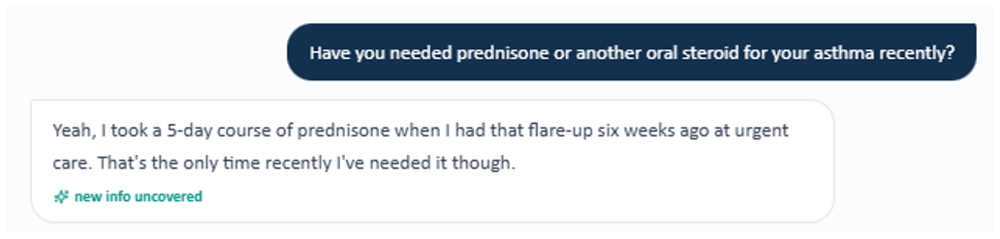 Have you needed prednisone or another oral steroid for your asthma recently?
Yeah, I took a 5-day course of prednisone when I had that flare-up six weeks ago at urgent
care. That's the only time recently I've needed it though.
new info uncovered